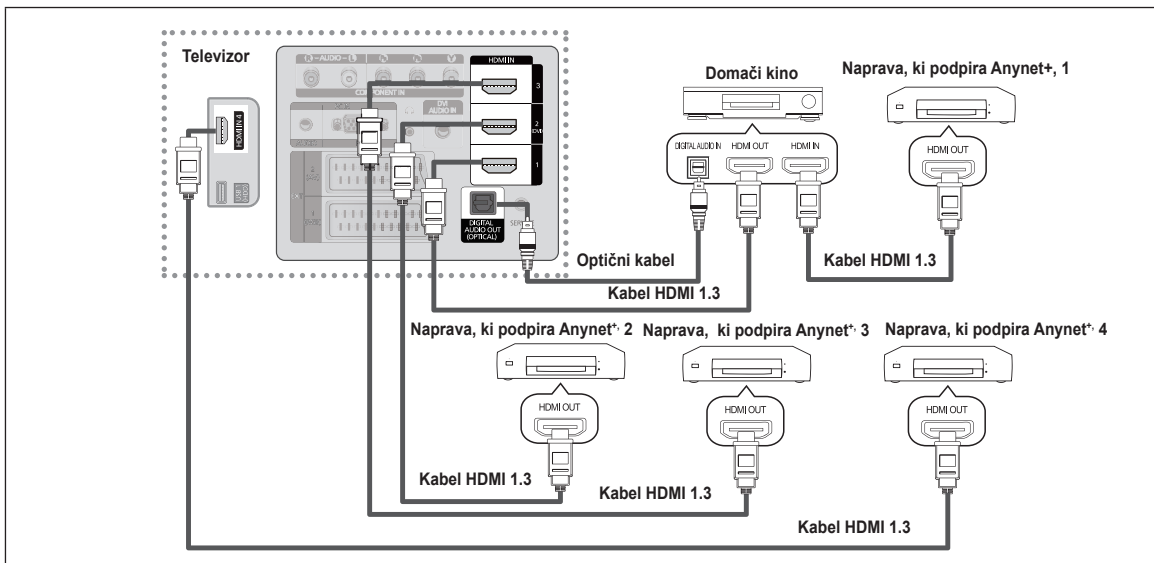 Televizor
HDMI IN 4
R - AUDIO - L
COMPONENT IN
DVI
AUDIO IN
HDMI IN
3
2
(DVI)
1
DIGITAL
AUDIO OUT
(OPTICAL)
Domači kino
Naprava, ki podpira Anynet+, 1
DIGITAL AUDIO IN
HDMI OUT
HDMI IN
HDMI OUT
Optični kabel
Kabel HDMI 1.3
Kabel HDMI 1.3
Naprava, ki podpira Anynet+, 2
Naprava, ki podpira Anynet+, 3
Naprava, ki podpira Anynet+, 4
HDMI OUT
HDMI OUT
HDMI OUT
Kabel HDMI 1.3
Kabel HDMI 1.3
Kabel HDMI 1.3